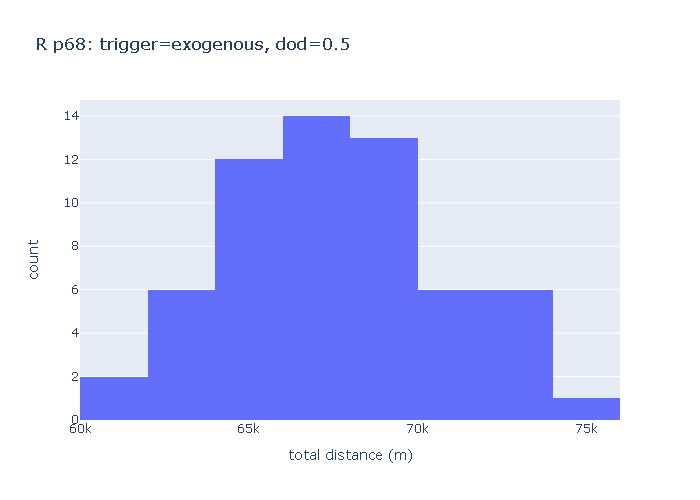 R p68: trigger=exogenous, dod=0.5
14
12
10
8
6
4
2
0
count
60k 65k 70k 75k
total distance (m)